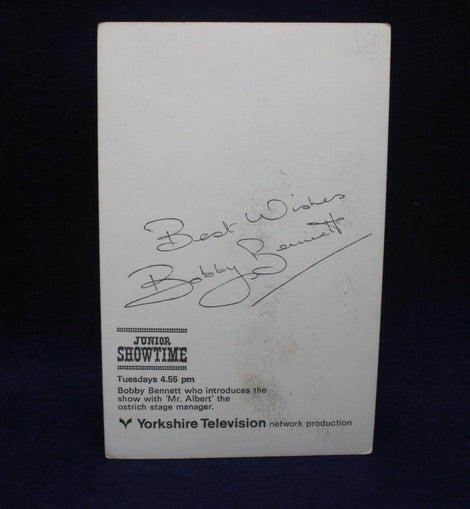 Best Wishes
Bobby Bennett
JUNIOR
SHOWTIME
Tuesdays 4.55 pm
Bobby Bennett who introduces the
show with 'Mr. Albert' the
ostrich stage manager.
Yorkshire Television network production